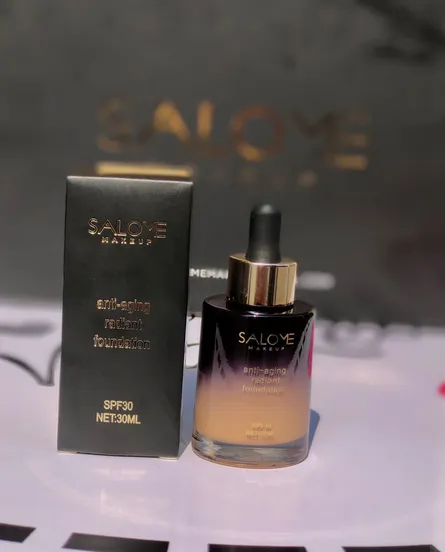 SALOME
SALOME
MAKEUP
anti-aging
radiant
foundation
SPF30
NET:30ML
SALOME
MAKEUP
anti-aging
radiant
foundation